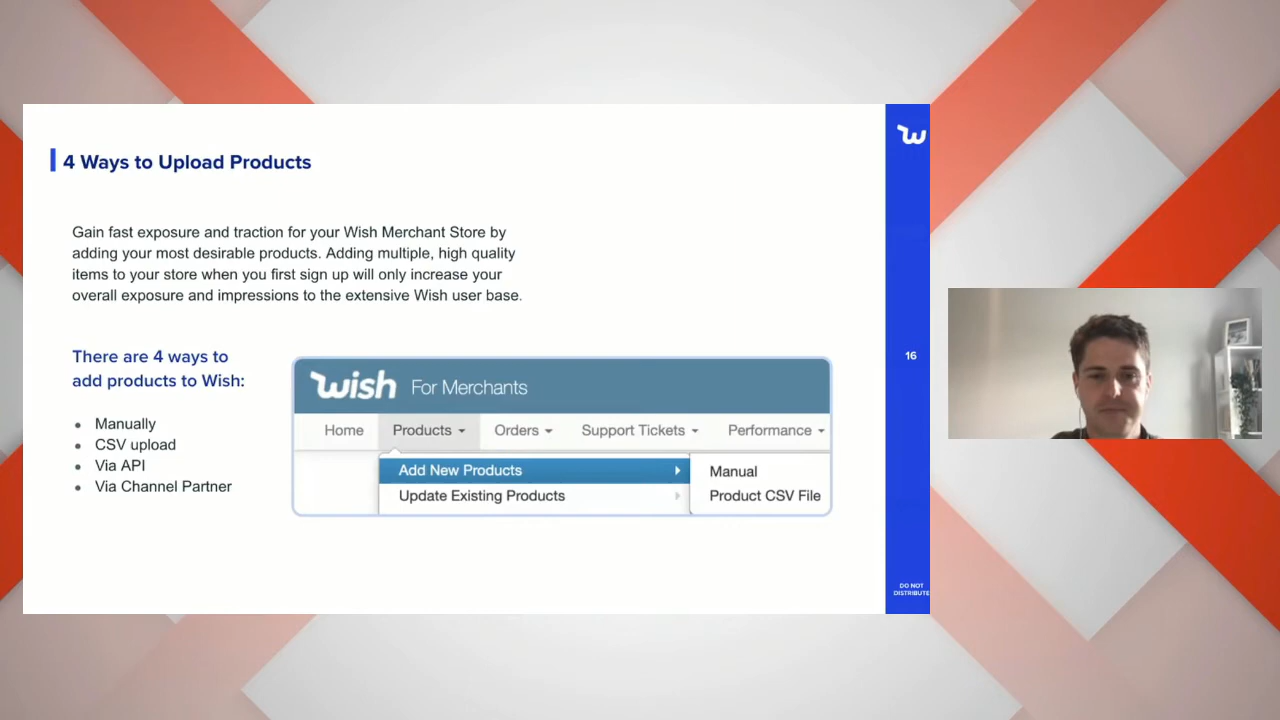 4 Ways to Upload Products
Gain fast exposure and traction for your Wish Merchant Store by
adding your most desirable products. Adding multiple, high quality
items to your store when you first sign up will only increase your
overall exposure and impressions to the extensive Wish user base.
There are 4 ways to
add products to Wish:
Manually
CSV upload
Via API
Via Channel Partner
wish For Merchants
Home Products Orders Support Tickets Performance
Add New Products Manual
Update Existing Products Product CSV File
w
16
DO NOT
DISTRIBUTE